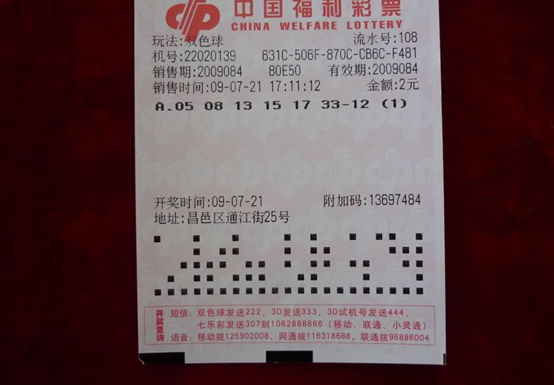 中国福利彩票
CHINA WELFARE LOTTERY
玩法:双色球 流水号:108
机号:22020139 631C-506F-870C-CB6C-F481
销售期:2009084 80E50 有效期:2009084
销售时间:09-07-21 17:11:12 金额:2元
A.05 08 13 15 17 33-12 (1)
开奖时间:09-07-21 附加码:13697484
地址:昌邑区通江街25号
开奖查询
短信:双色球发送222,3D发送333,3D试机号发送444,
七乐彩发送307到1062888666(移动、联通、小灵通)
语音:移动拨125902008、网通拨116318688、联通拨96886004